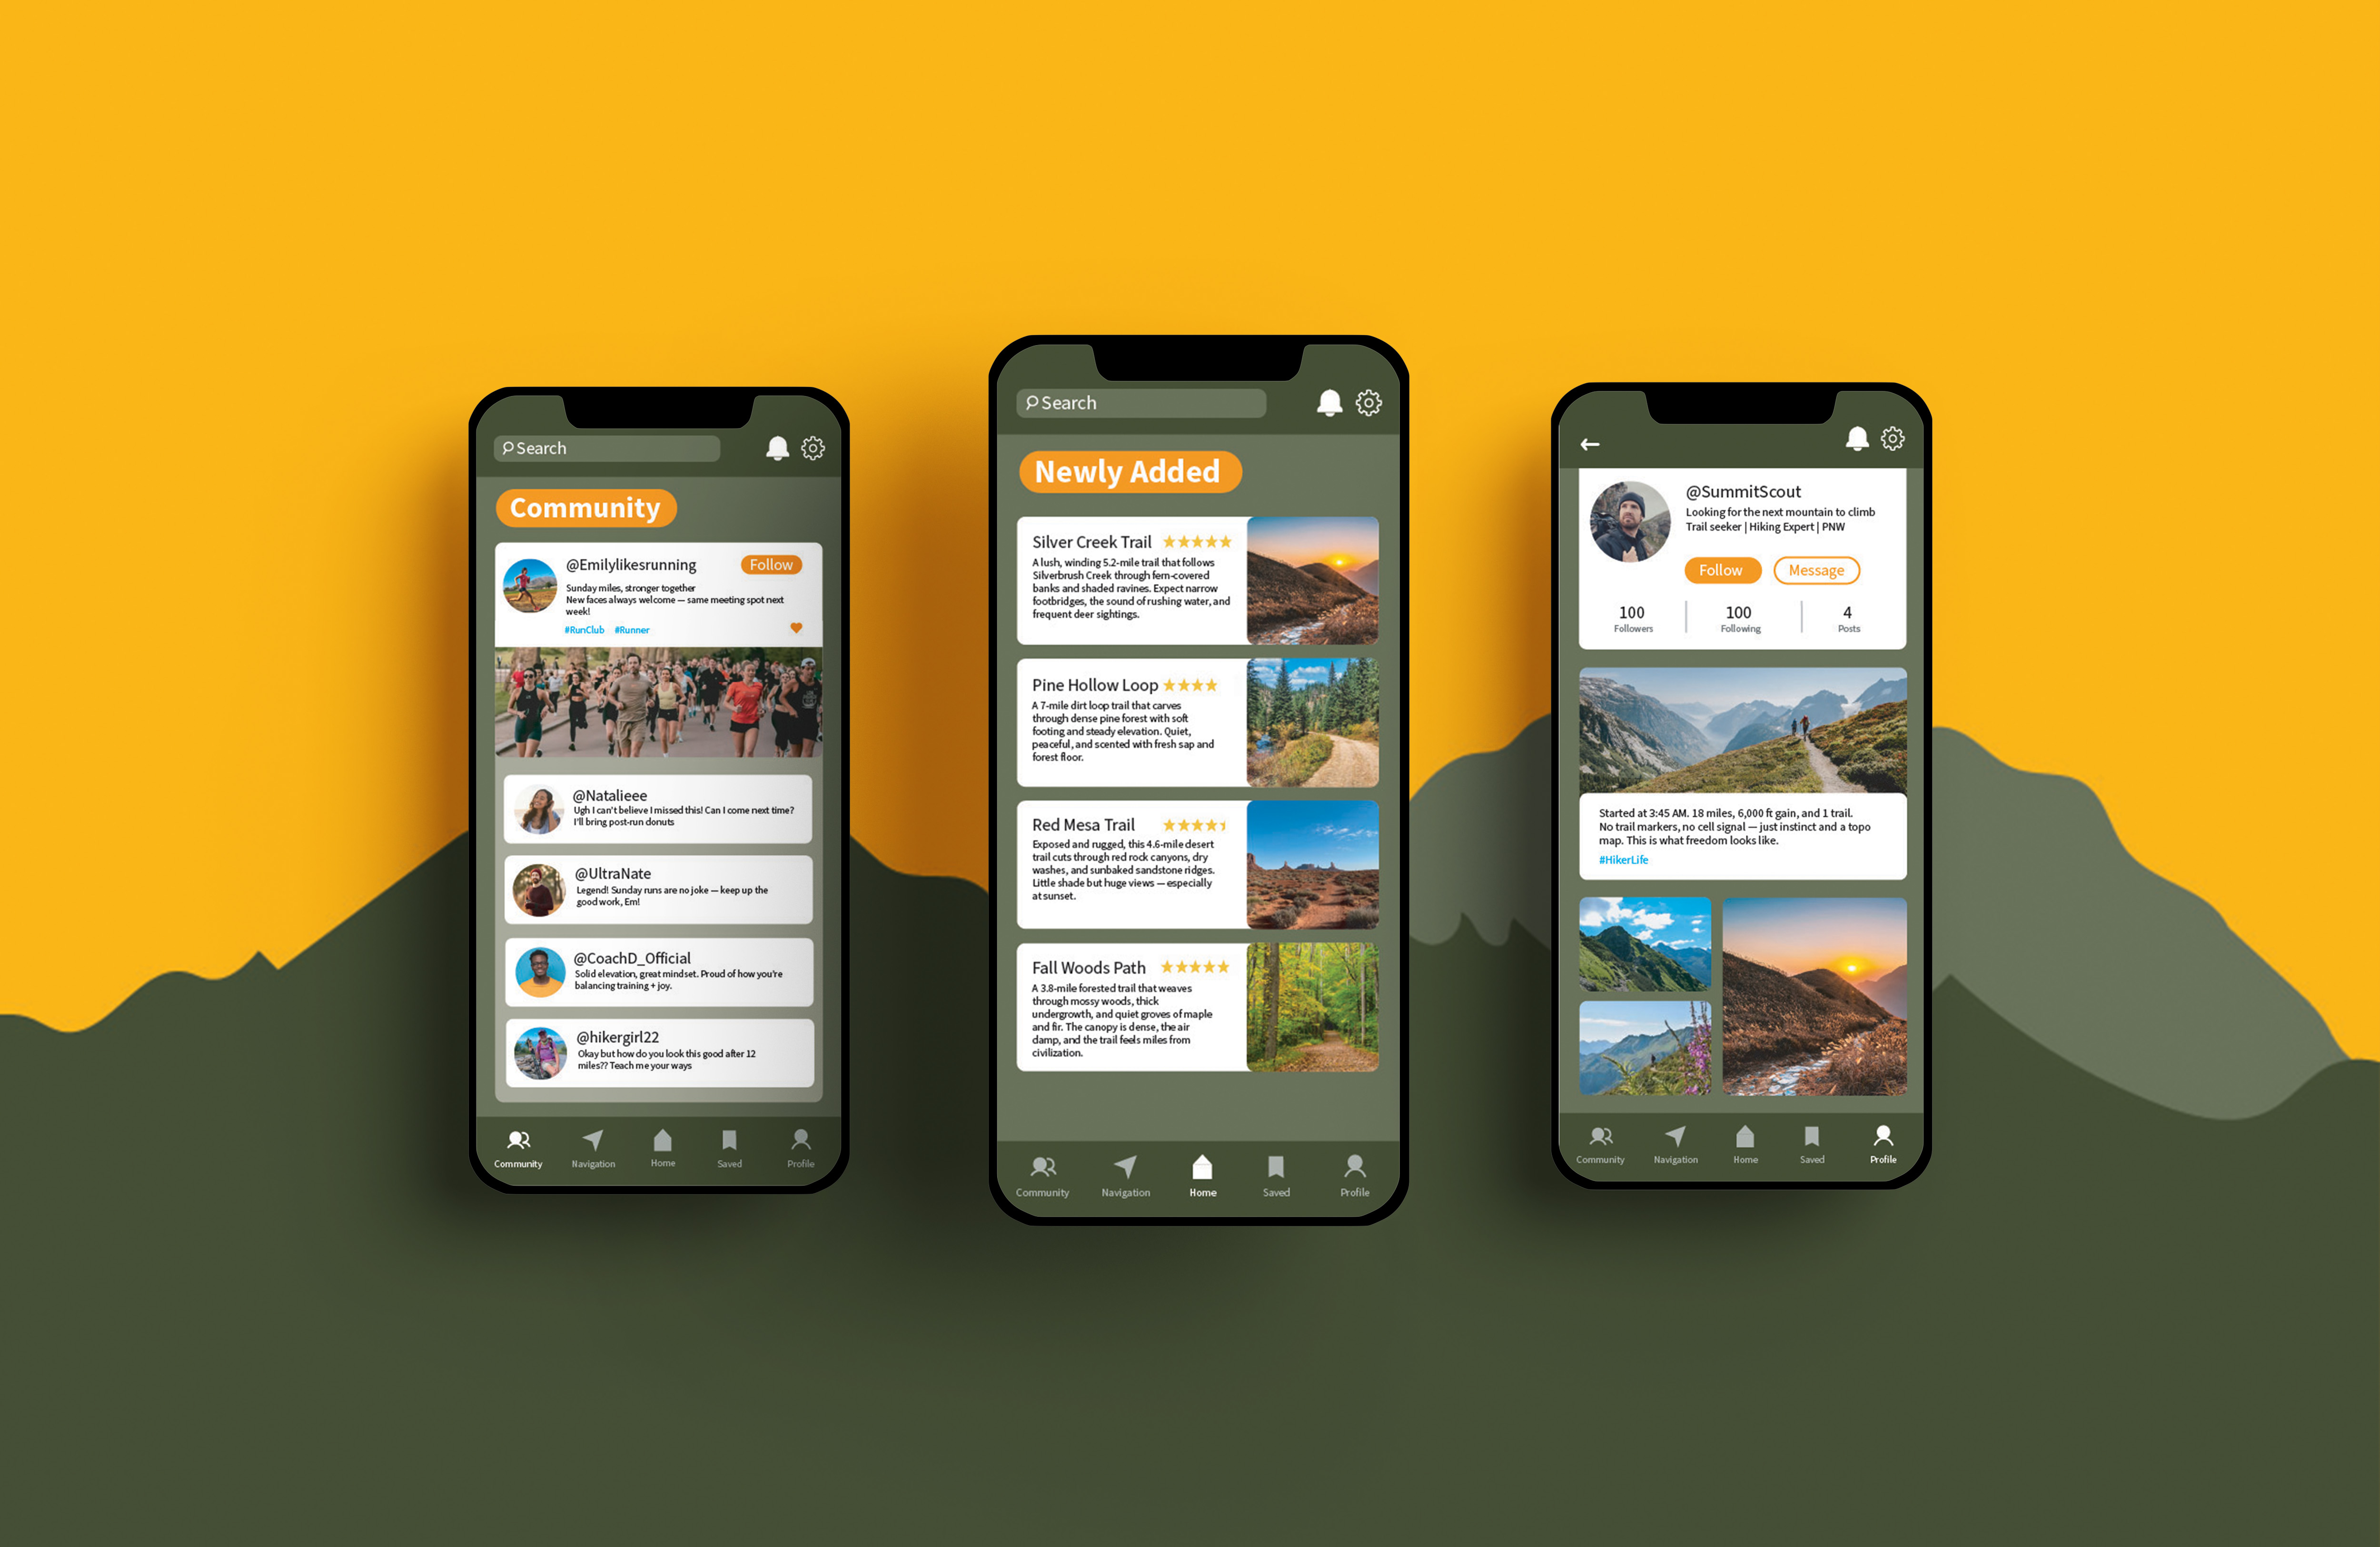 Search
Community
@Emilylikesrunning
Follow
Sunday miles, stronger together
New faces always welcome — same meeting spot next
week!
#RunClub #Runner
@Natalieee
Ugh I can't believe I missed this! Can I come next time?
I'll bring post-run donuts
@UltraNate
Legend! Sunday runs are no joke — keep up the
good work, Em!
@CoachD_Official
Solid elevation, great mindset. Proud of how you're
balancing training + joy.
@hikergirl22
Okay but how do you look this good after 12
miles?? Teach me your ways
Community Navigation Home Saved Profile
Search
Newly Added
Silver Creek Trail
A lush, winding 5.2-mile trail that follows
Silverbrush Creek through fern-covered
banks and shaded ravines. Expect narrow
footbridges, the sound of rushing water, and
frequent deer sightings.
Pine Hollow Loop
A 7-mile dirt loop trail that carves
through dense pine forest with soft
footing and steady elevation. Quiet,
peaceful, and scented with fresh sap and
forest floor.
Red Mesa Trail
Exposed and rugged, this 4.6-mile desert
trail cuts through red rock canyons, dry
washes, and sunbaked sandstone ridges.
Little shade but huge views — especially
at sunset.
Fall Woods Path
A 3.8-mile forested trail that weaves
through mossy woods, thick
undergrowth, and quiet groves of maple
and fir. The canopy is dense, the air
damp, and the trail feels miles from
civilization.
Community Navigation Home Saved Profile
@SummitScout
Looking for the next mountain to climb
Trail seeker | Hiking Expert | PNW
Follow Message
100 100 4
Followers Following Posts
Started at 3:45 AM. 18 miles, 6,000 ft gain, and 1 trail.
No trail markers, no cell signal — just instinct and a topo
map. This is what freedom looks like.
#HikerLife
Community Navigation Home Saved Profile